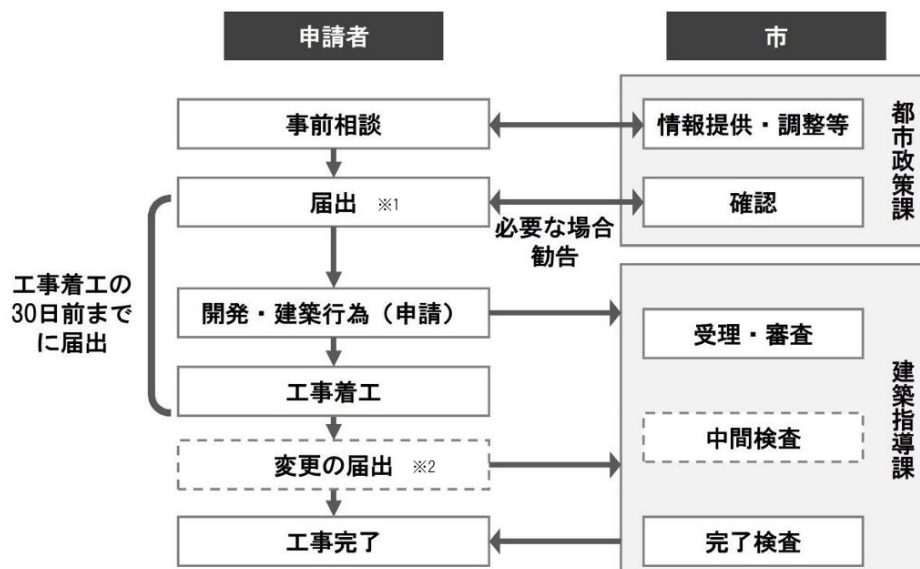 申請者
市
事前相談
情報提供・調整等
都市政策課
届出 ※1
確認
必要な場合
勧告
工事着工の
30日前まで
に届出
開発・建築行為（申請）
受理・審査
工事着工
建築指導課
中間検査
変更の届出 ※2
工事完了
完了検査